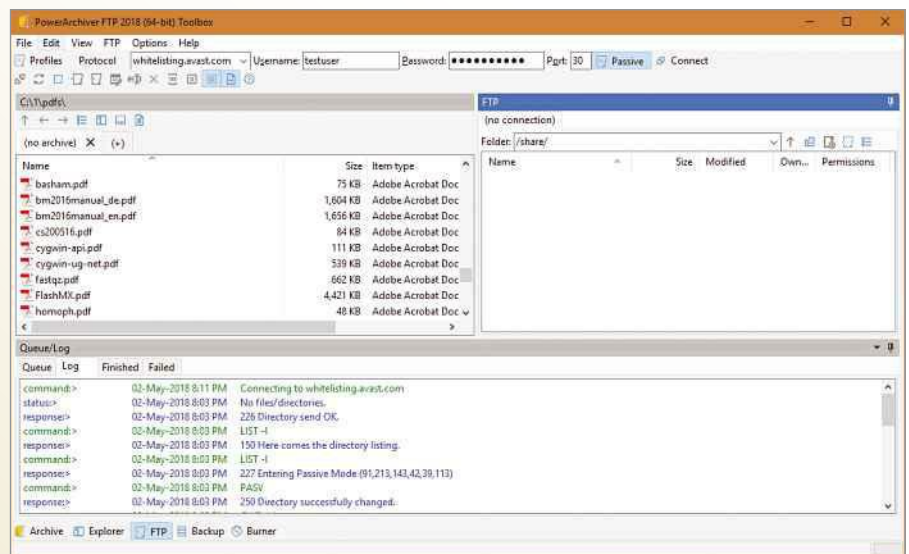 PowerArchiver FTP 2018 (64-bit) Toolbox
File Edit View FTP Options Help
Profiles Protocol whitelisting.avast.com Username: testuser Password: ●●●●●●●●●● Port: 30 Passive Connect
C:\1\pdfs\
(no archive) X (+)
Name Size Item type
basham.pdf 75 KB Adobe Acrobat Doc
bm2016manual_de.pdf 1,604 KB Adobe Acrobat Doc
bm2016manual_en.pdf 1,656 KB Adobe Acrobat Doc
cs200516.pdf 84 KB Adobe Acrobat Doc
cygwin-api.pdf 111 KB Adobe Acrobat Doc
cygwin-ug-net.pdf 539 KB Adobe Acrobat Doc
fastqz.pdf 662 KB Adobe Acrobat Doc
FlashMX.pdf 4,421 KB Adobe Acrobat Doc
homoph.pdf 48 KB Adobe Acrobat Doc
FTP
(no connection)
Folder: /share/
Name Size Modified Own... Permissions
Queue/Log
Queue Log Finished Failed
command:> 02-May-2018 8:11 PM Connecting to whitelisting.avast.com
status:> 02-May-2018 8:03 PM No files/directories.
response:> 02-May-2018 8:03 PM 226 Directory send OK.
command:> 02-May-2018 8:03 PM LIST -l
response:> 02-May-2018 8:03 PM 150 Here comes the directory listing.
command:> 02-May-2018 8:03 PM LIST -l
response:> 02-May-2018 8:03 PM 227 Entering Passive Mode (91,213,143,42,39,113)
command:> 02-May-2018 8:03 PM PASV
response:> 02-May-2018 8:03 PM 250 Directory successfully changed.
Archive Explorer FTP Backup Burner